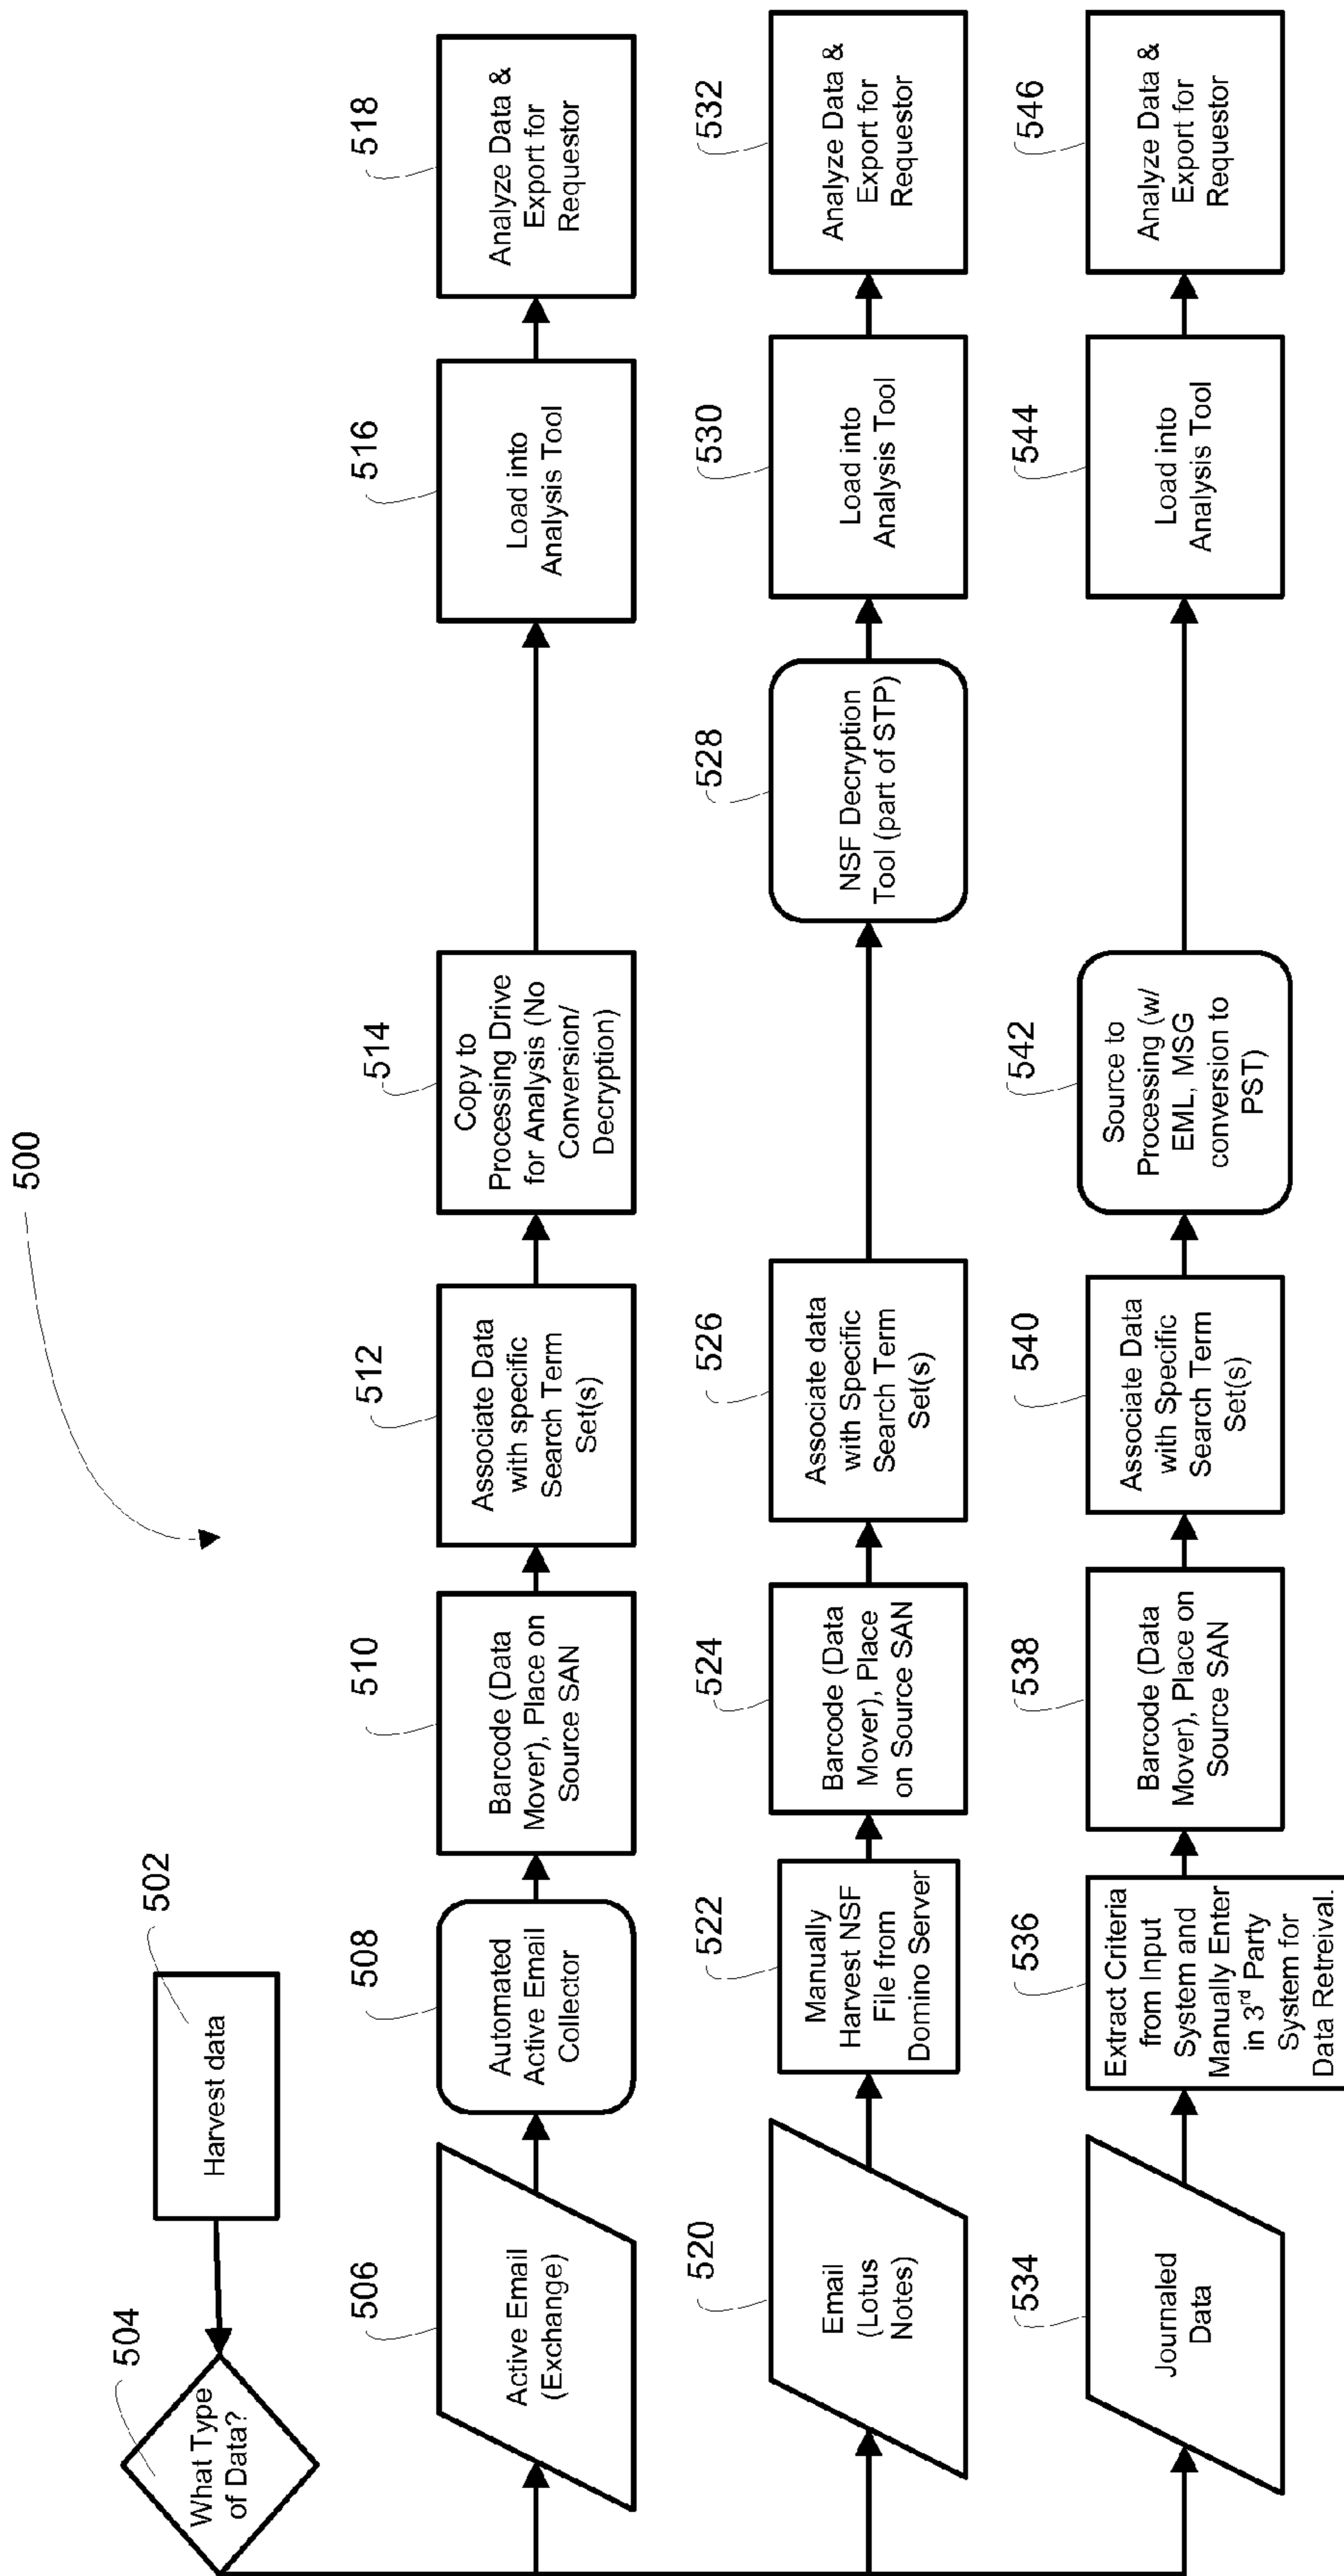 500
502
Harvest data
504
What Type
of Data?
506
Active Email
(Exchange)
508
Automated
Active Email
Collector
510
Barcode (Data
Mover), Place on
Source SAN
512
Associate Data
with specific
Search Term
Set(s)
514
Copy to
Processing Drive
for Analysis (No
Conversion/
Decryption)
516
Load into
Analysis Tool
518
Analyze Data &
Export for
Requestor
520
Email
(Lotus
Notes)
522
Manually
Harvest NSF
File from
Domino Server
524
Barcode (Data
Mover), Place
on Source SAN
526
Associate data
with Specific
Search Term
Set(s)
528
NSF Decryption
Tool (part of STP)
530
Load into
Analysis Tool
532
Analyze Data &
Export for
Requestor
534
Journaled
Data
536
Extract Criteria
from Input
System and
Manually Enter
in 3rd Party
System for
Data Retreival.
538
Barcode (Data
Mover), Place on
Source SAN
540
Associate Data
with Specific
Search Term
Set(s)
542
Source to
Processing (w/
EML, MSG
conversion to
PST)
544
Load into
Analysis Tool
546
Analyze Data &
Export for
Requestor